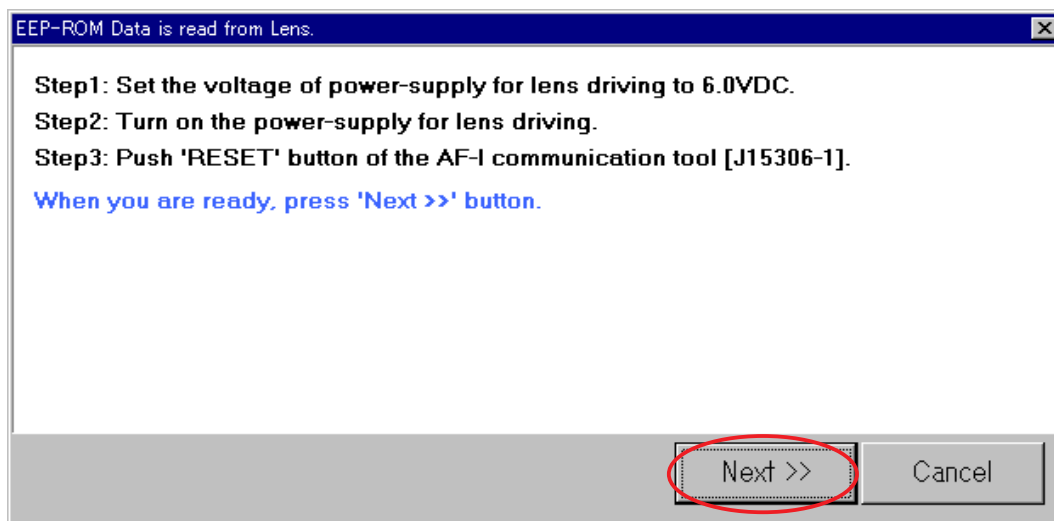 EEP-ROM Data is read from Lens.
Step1: Set the voltage of power-supply for lens driving to 6.0VDC.
Step2: Turn on the power-supply for lens driving.
Step3: Push 'RESET' button of the AF-I communication tool [J15306-1].
When you are ready, press 'Next >>' button.
Next >>
Cancel